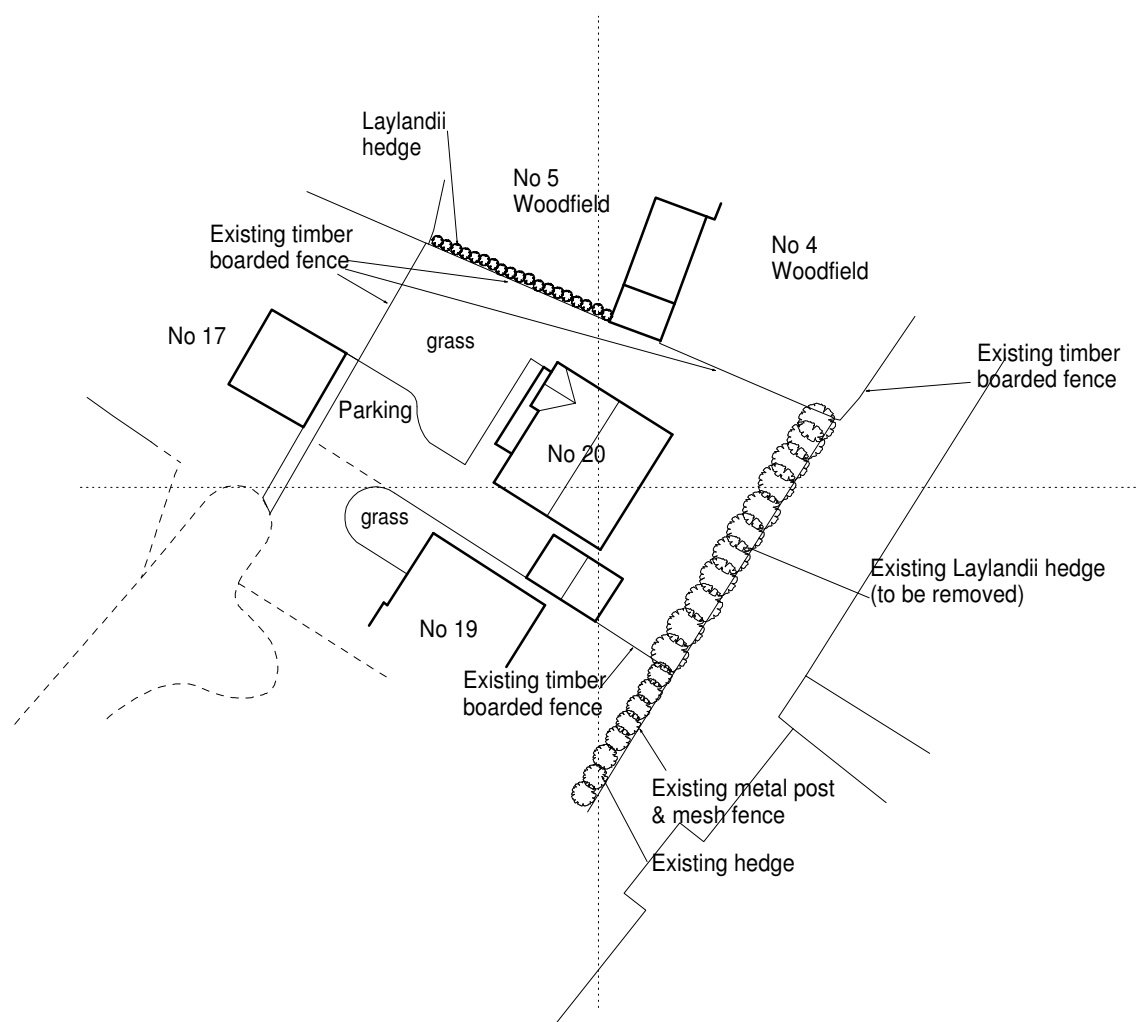 Laylandii
hedge
No 5
Woodfield
Existing timber
boarded fence
No 4
Woodfield
No 17
grass
Existing timber
boarded fence
Parking
No 20
grass
Existing Laylandii hedge
(to be removed)
No 19
Existing timber
boarded fence
Existing metal post
& mesh fence
Existing hedge